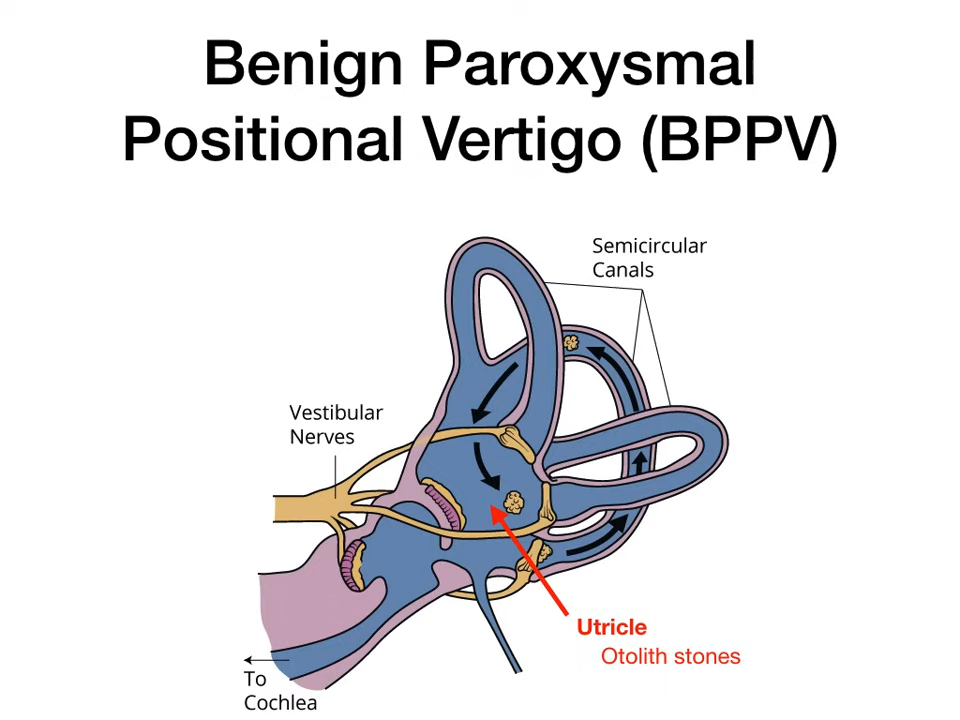 Benign Paroxysmal
Positional Vertigo (BPPV)
Semicircular
Canals
Vestibular
Nerves
Utricle
Otolith stones
To
Cochlea